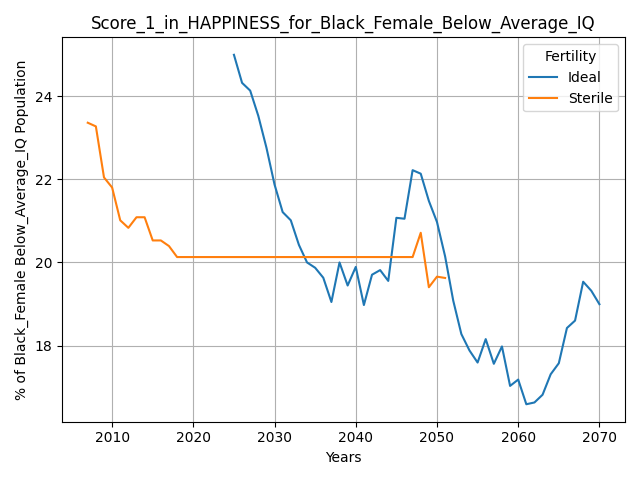 Score_1_in_HAPPINESS_for_Black_Female_Below_Average_IQ
Fertility
Ideal
Sterile
% of Black_Female Below_Average_IQ Population
24
22
20
18
2010
2020
2030
2040
2050
2060
2070
Years